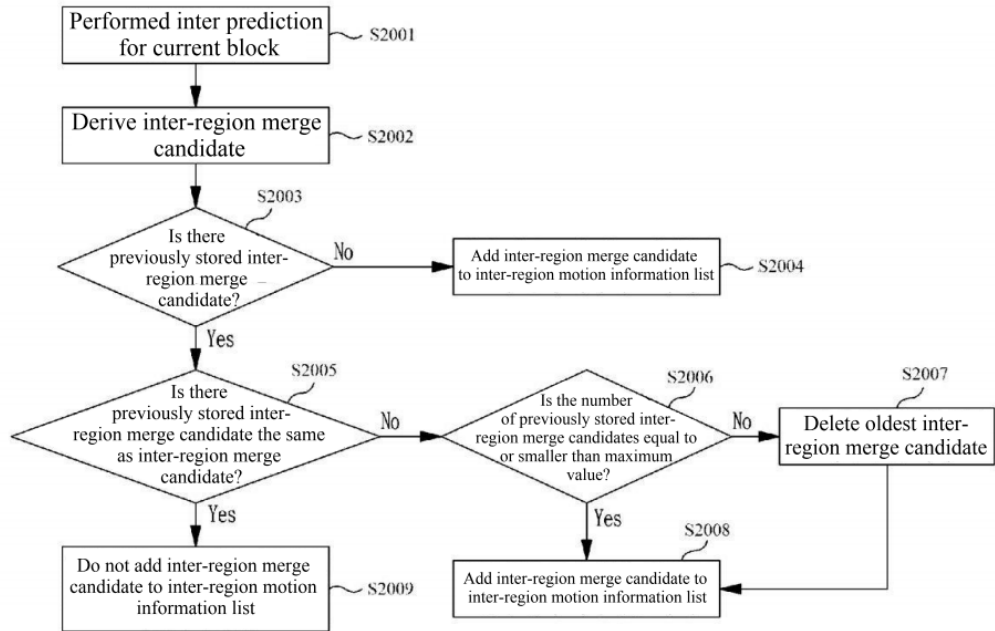 Performed inter prediction
for current block
S2001
Derive inter-region merge
candidate
S2002
S2003
Is there
previously stored inter-
region merge
candidate?
No
Add inter-region merge candidate
to inter-region motion information list
S2004
Yes
S2005
Is there
previously stored inter-
region merge candidate the same
as inter-region merge
candidate?
No
S2006
Is the number
of previously stored inter-
region merge candidates equal to
or smaller than maximum
value?
No
S2007
Delete oldest inter-
region merge candidate
Yes
Yes
S2008
Do not add inter-region merge
candidate to inter-region motion
information list
S2009
Add inter-region merge candidate to
inter-region motion information list